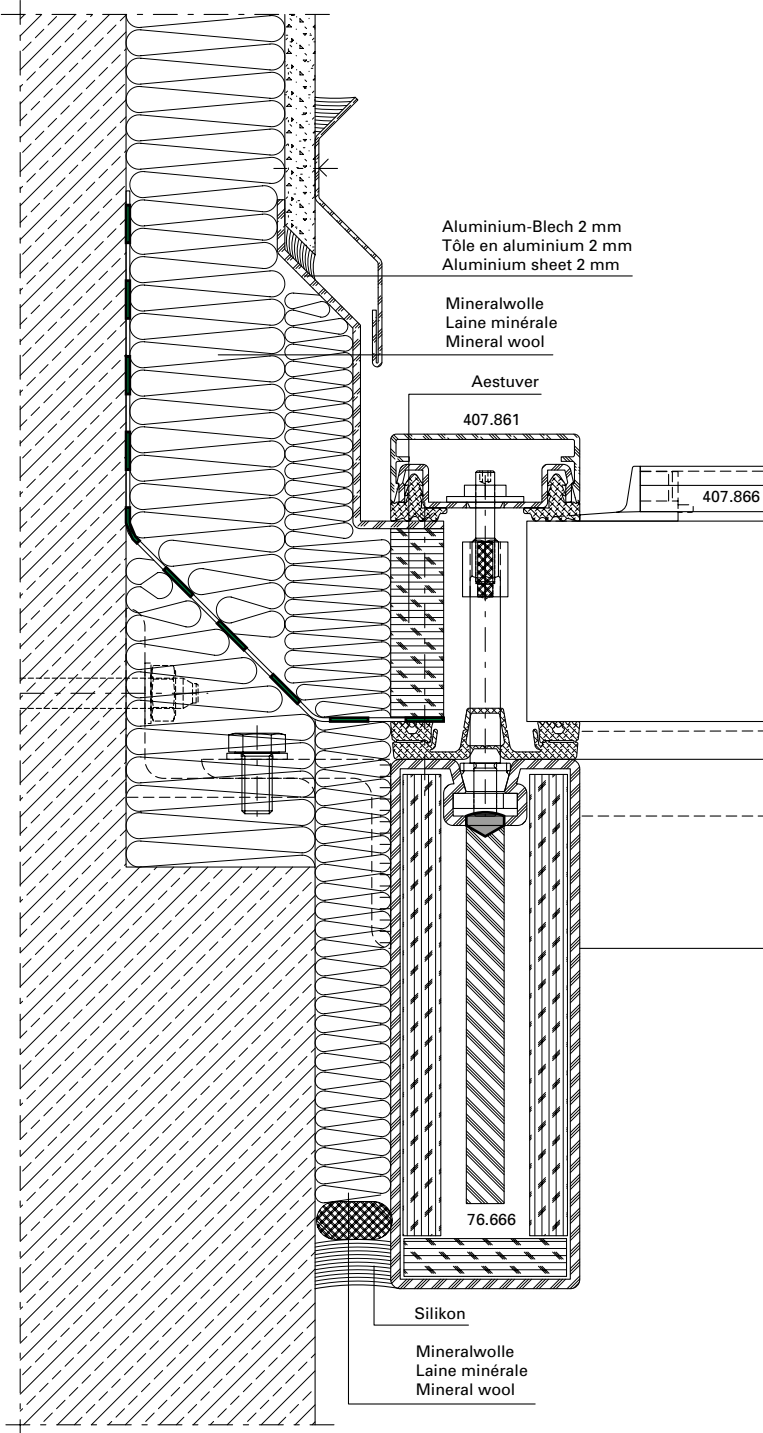 Aluminium-Blech 2 mm
Tôle en aluminium 2 mm
Aluminium sheet 2 mm
Mineralwolle
Laine minérale
Mineral wool
Aestuver
407.861
407.866
76.666
Silikon
Mineralwolle
Laine minérale
Mineral wool